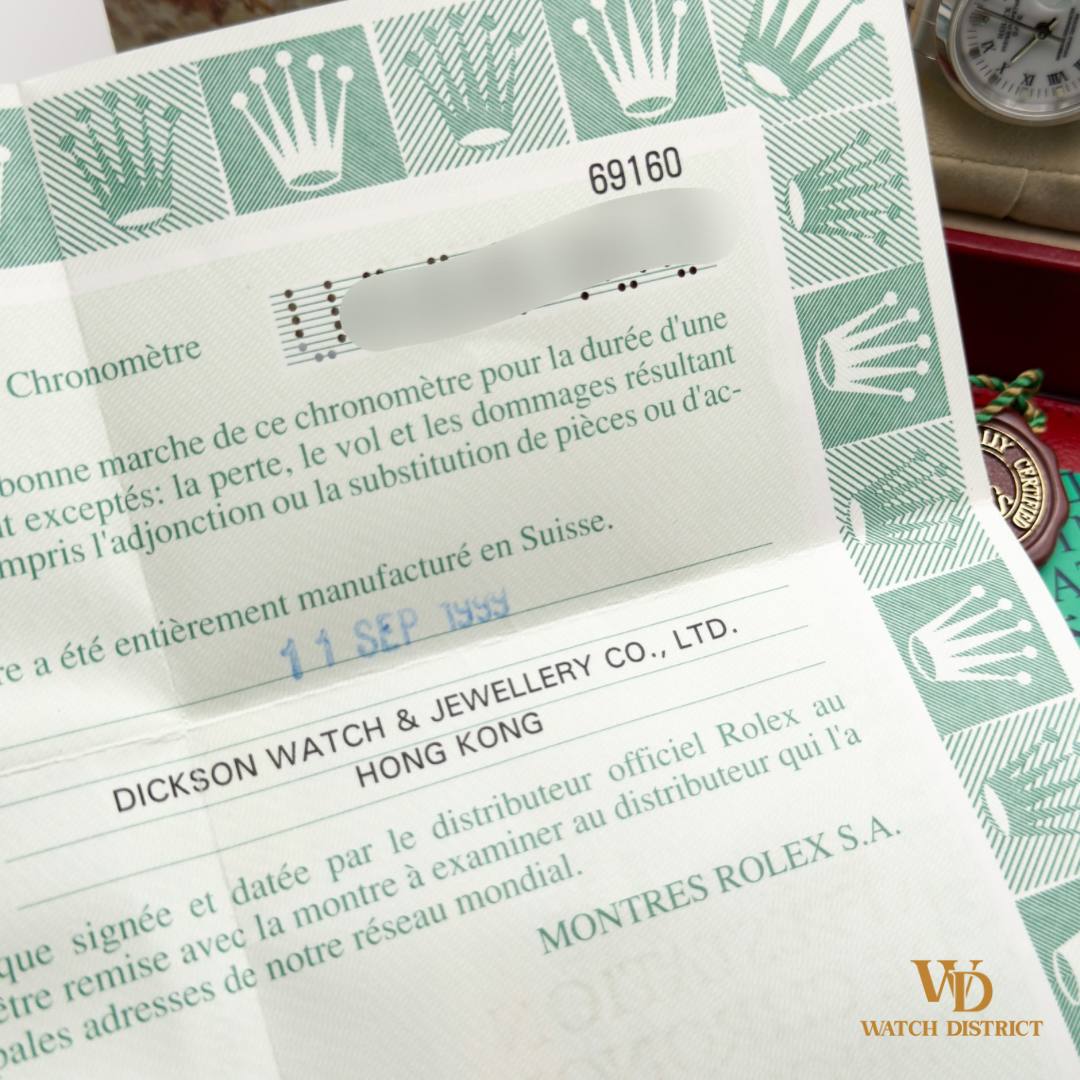 69160
Chronomètre
bonne marche de ce chronomètre pour la durée d'une
exceptés: la perte, le vol et les dommages résultant
l'adjonction ou la substitution de pièces ou d'ac-
a été entièrement manufacturé en Suisse.
11 SEP 1999
DICKSON WATCH & JEWELLERY CO., LTD.
HONG KONG
que signée et datée par le distributeur officiel Rolex au
être remise avec la montre à examiner au distributeur qui l'a
adresses de notre réseau mondial.
MONTRES ROLEX S.A.
CERTIFIED
WD
WATCH DISTRICT